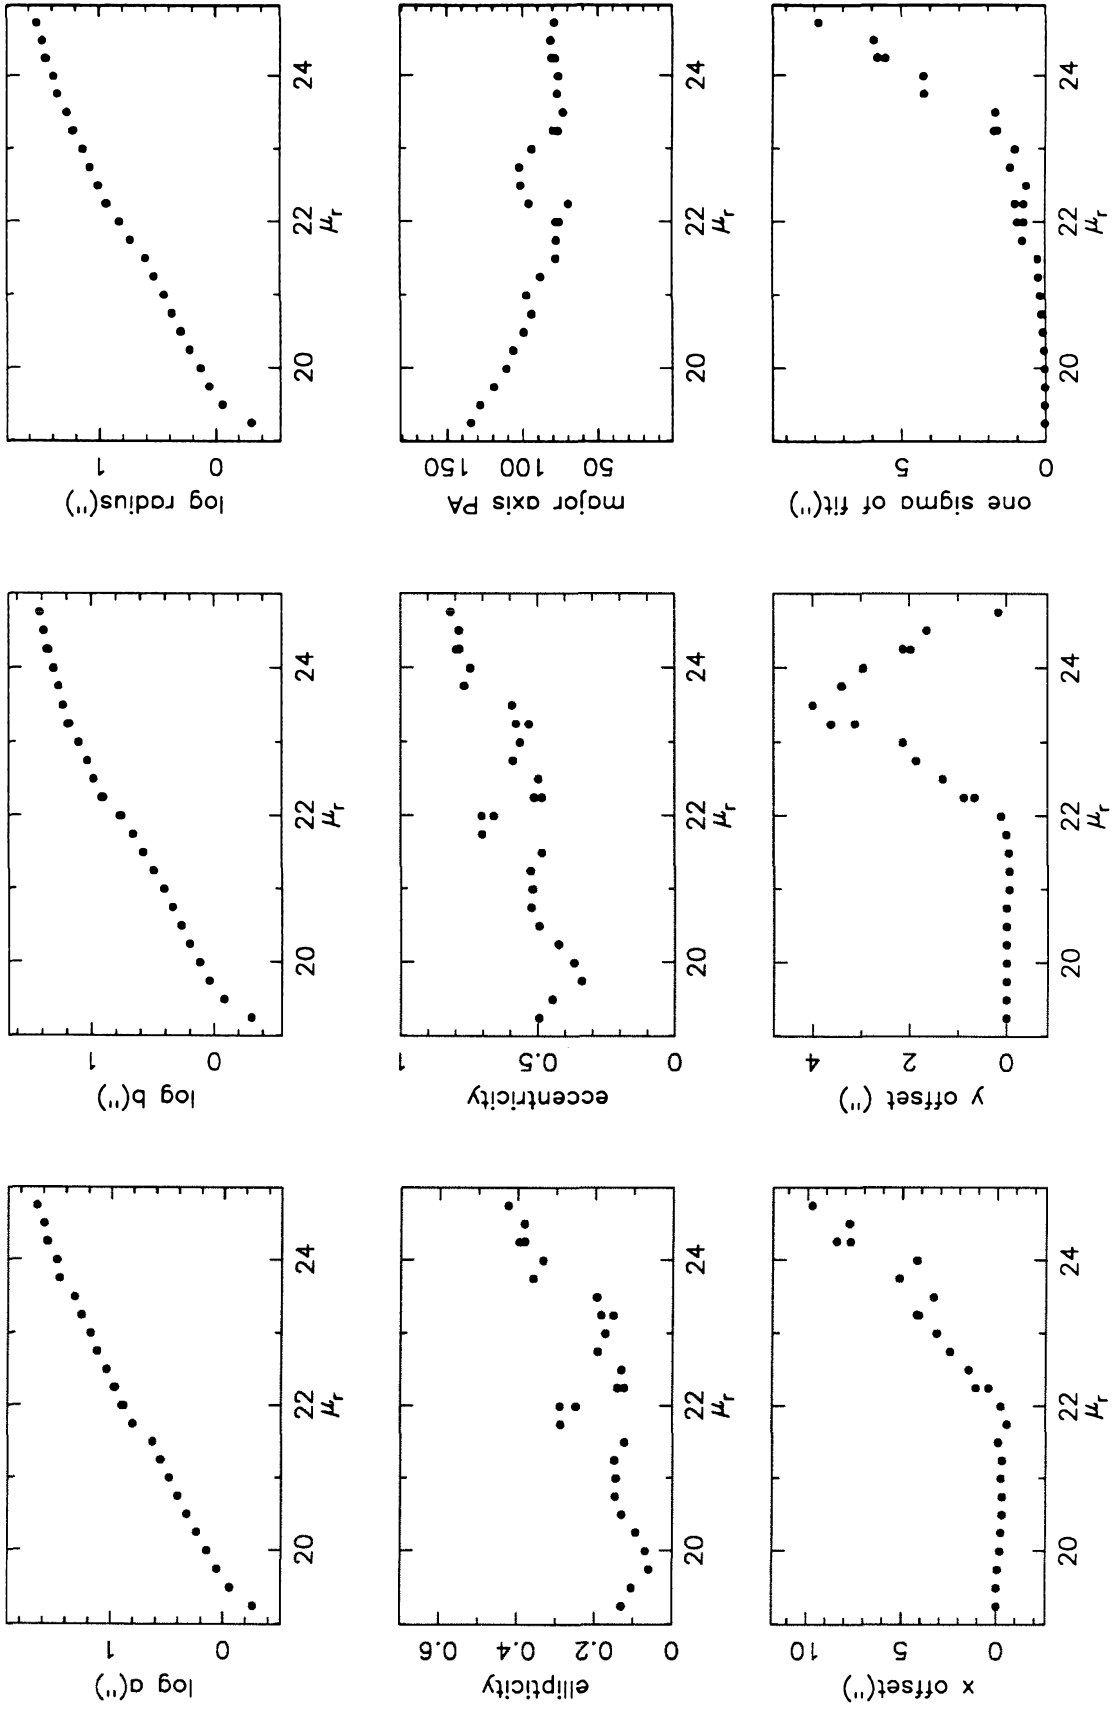 log a(")
1
0
20
22
24
μr
log b(")
1
0
20
22
24
μr
log radius(")
1
0
20
22
24
μr
ellipticity
0.6
0.4
0.2
0
20
22
24
μr
eccentricity
1
0.5
0
20
22
24
μr
major axis PA
150
100
50
20
22
24
μr
x offset(")
10
5
0
20
22
24
μr
y offset (")
4
2
0
20
22
24
μr
one sigma of fit(")
5
0
20
22
24
μr